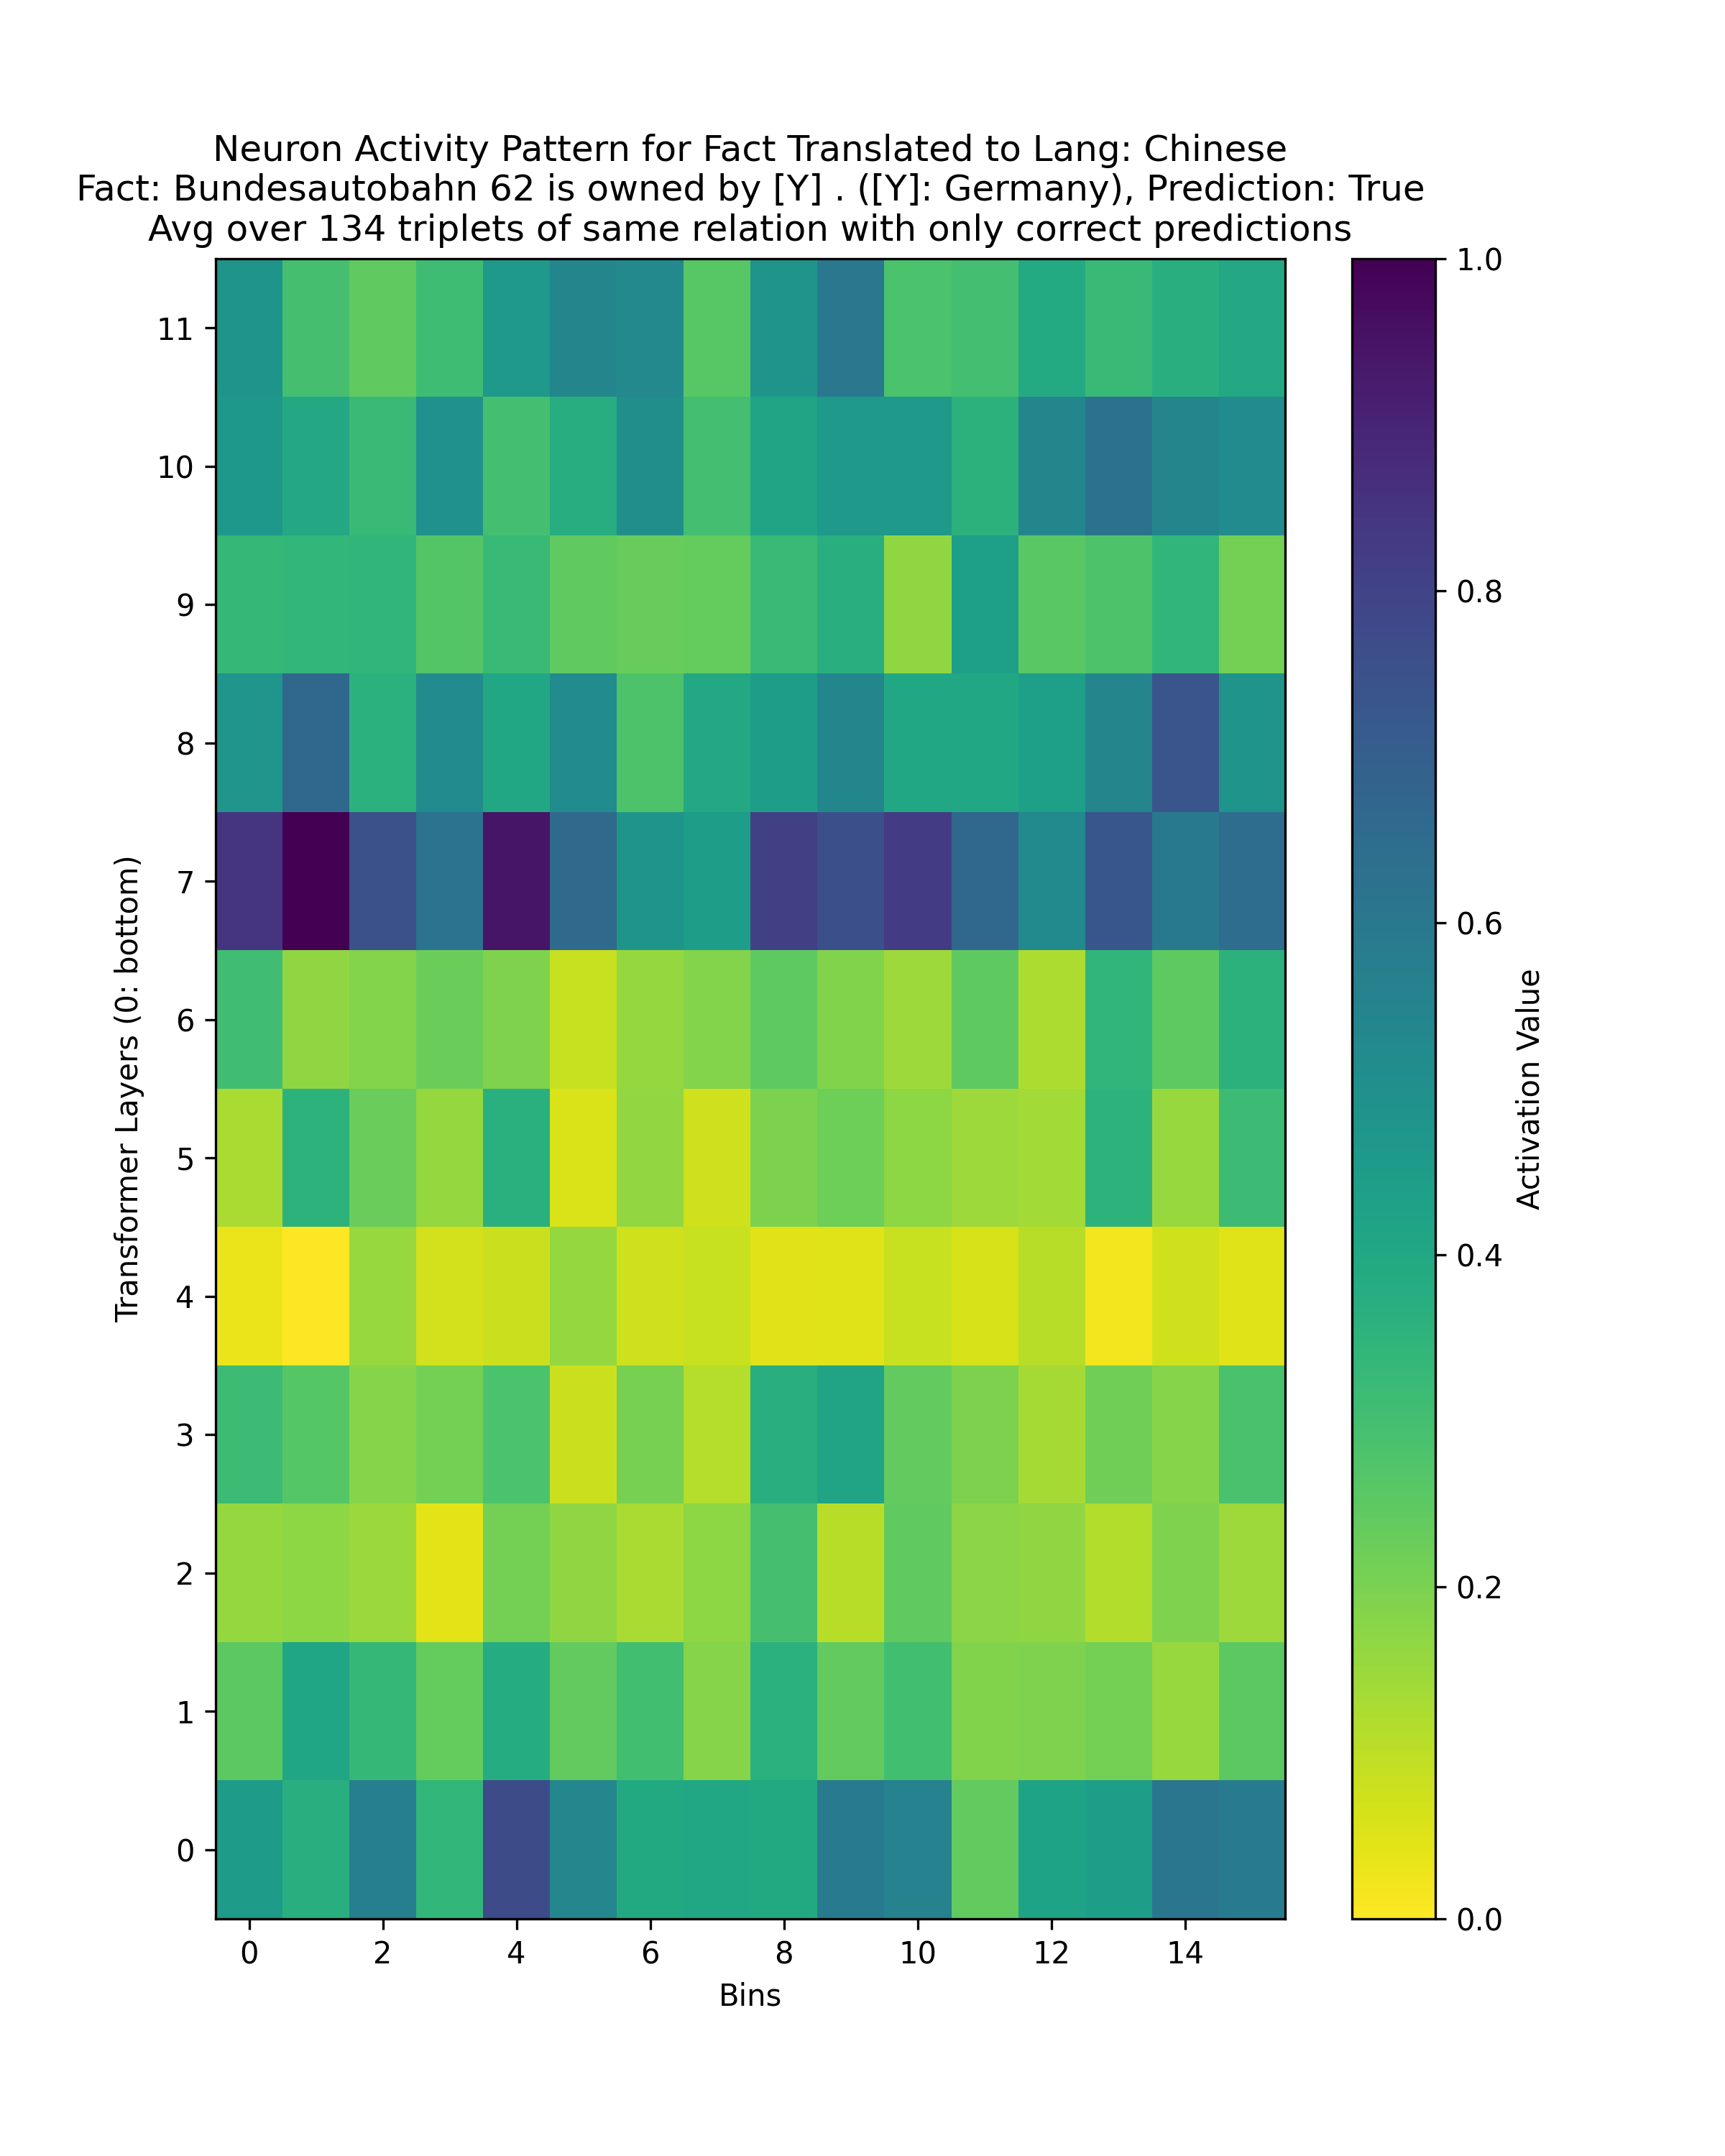 Neuron Activity Pattern for Fact Translated to Lang: Chinese
Fact: Bundesautobahn 62 is owned by [Y] . ([Y]: Germany), Prediction: True
Avg over 134 triplets of same relation with only correct predictions
11
10
9
8
7
6
5
4
3
2
1
0
Transformer Layers (0: bottom)
0 2 4 6 8 10 12 14
Bins
1.0
0.8
0.6
0.4
0.2
0.0
Activation Value